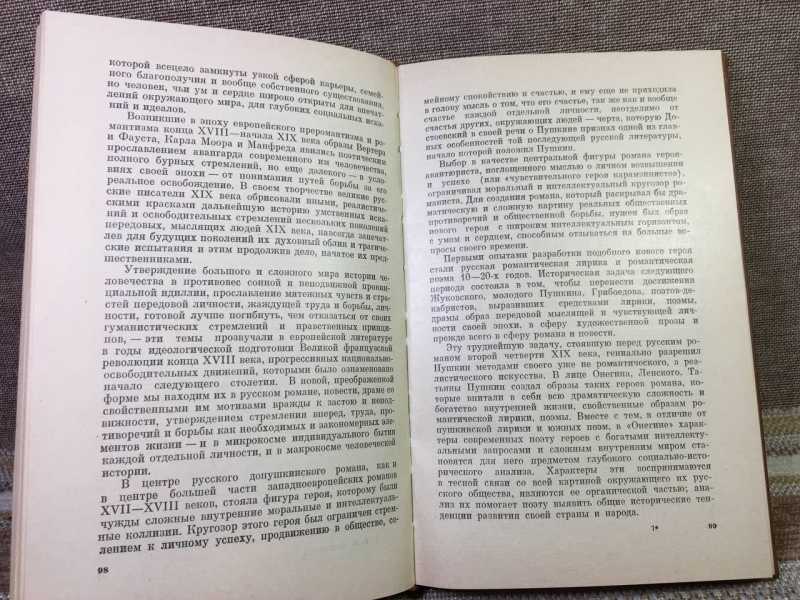 которой всецело замкнуты узкой сферой карьеры, семей-
ного благополучия и вообще собственного существования,
но человек, чьи ум и сердце широко открыты для впечат-
лений окружающего мира, для глубоких социальных иска-
ний и идеалов.
Возникшие в эпоху европейского преромантизма и ро-
мантизма конца XVIII—начала XIX века образы Вертера
и Фауста, Карла Моора и Манфреда явились поэтическим
прославлением авангарда современного им человечества,
полного бурных стремлений, но еще далекого — в усло-
виях своей эпохи — от понимания путей борьбы за его
реальное освобождение. В своем творчестве великие рус-
ские писатели XIX века обрисовали иными, реалистиче-
скими красками дальнейшую историю умственных иска-
ний и освободительных стремлений нескольких поколений
передовых, мыслящих людей XIX века, навсегда запечат-
лев для будущих поколений их духовный облик и трагиче-
ские испытания и этим продолжив дело, начатое их пред-
шественниками.
Утверждение большого и сложного мира истории че-
ловечества в противовес сонной и неподвижной провин-
циальной идиллии, прославление мятежных чувств и стра-
стей передовой личности, жаждущей труда и борьбы, лич-
ности, готовой лучше погибнуть, чем отказаться от своих
гуманистических стремлений и нравственных принци-
пов, — эти темы прозвучали в европейской литературе
в годы идеологической подготовки Великой французской
революции конца XVIII века, прогрессивных национально-
освободительных движений, которыми было ознаменовано
начало следующего столетия. В новой, преображенной
форме мы находим их в русском романе, повести, драме со
свойственными им мотивами вражды к застою и непод-
вижности, утверждением стремления вперед, труда, про-
тиворечий и борьбы как необходимых и закономерных эле-
ментов жизни — и в микрокосме индивидуального бытия
каждой отдельной личности, и в макрокосме человеческой
истории.
В центре русского допушкинского романа, как и
в центре большей части западноевропейских романов
XVII—XVIII веков, стояла фигура героя, которому были
чужды сложные внутренние моральные и интеллектуаль-
ные коллизии. Кругозор этого героя был ограничен стрем-
лением к личному успеху, продвижению в обществе, се-
98
мейному спокойствию и счастью, и ему еще не приходила
в голову мысль о том, что его счастье, так же как и вообще
счастье каждой отдельной личности, неотделимо от
счастья других, окружающих людей — черта, которую До-
стоевский в своей речи о Пушкине признал одной из глав-
ных особенностей той последующей русской литературы,
начало которой положил Пушкин.
Выбор в качестве центральной фигуры романа героя-
авантюриста, поглощенного мыслью о личном возвышении
и успехе (или «чувствительного героя карамзинистов»),
ограничивал моральный и интеллектуальный кругозор ро-
маниста. Для создания романа, который раскрывал бы дра-
матическую и сложную картину реальных общественных
противоречий и общественной борьбы, нужен был образ
нового героя с широким интеллектуальным горизонтом,
с умом и сердцем, способным отзываться на больные во-
просы своего времени.
Первыми опытами разработки подобного нового героя
стали русская романтическая лирика и романтическая
поэма 10—20-х годов. Историческая задача следующего
периода состояла в том, чтобы перенести достижения
Жуковского, молодого Пушкина, Грибоедова, поэтов-де-
кабристов, выразивших средствами лирики, поэмы,
драмы образ передовой мыслящей и чувствующей лично-
сти своей эпохи, в сферу художественной прозы и
прежде всего в сферу романа и повести.
Эту труднейшую задачу, стоявшую перед русским ро-
маном второй четверти XIX века, гениально разрешил
Пушкин методами своего уже не романтического, а реа-
листического искусства. В лице Онегина, Ленского, Та-
тьяны Пушкин создал образы таких героев романа, кото-
рые впитали в себя всю драматическую сложность и
богатство внутренней жизни, свойственные образам ро-
мантической лирики, поэмы. Вместе с тем, в отличие от
пушкинской лирики и южных поэм, в «Онегине» харак-
теры современных поэту героев с богатыми интеллекту-
альными запросами и сложным внутренним миром ста-
новятся для него предметом глубокого социально-исто-
рического анализа. Характеры эти воспринимаются
в тесной связи со всей картиной окружающего их рус-
ского общества, являются ее органической частью; ана-
лиз их помогает поэту выявить общие исторические тен-
денции развития своей страны и народа.
7*
99